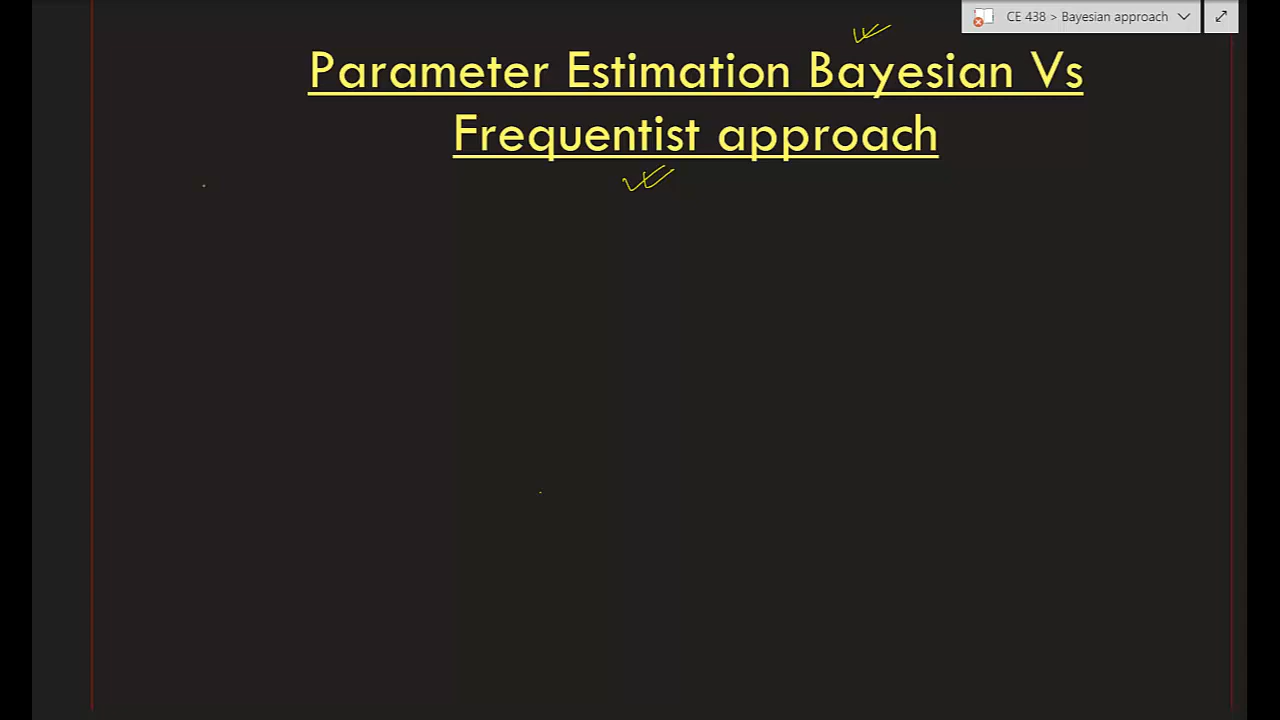 CE 438 > Bayesian approach
Parameter Estimation Bayesian Vs
Frequentist approach